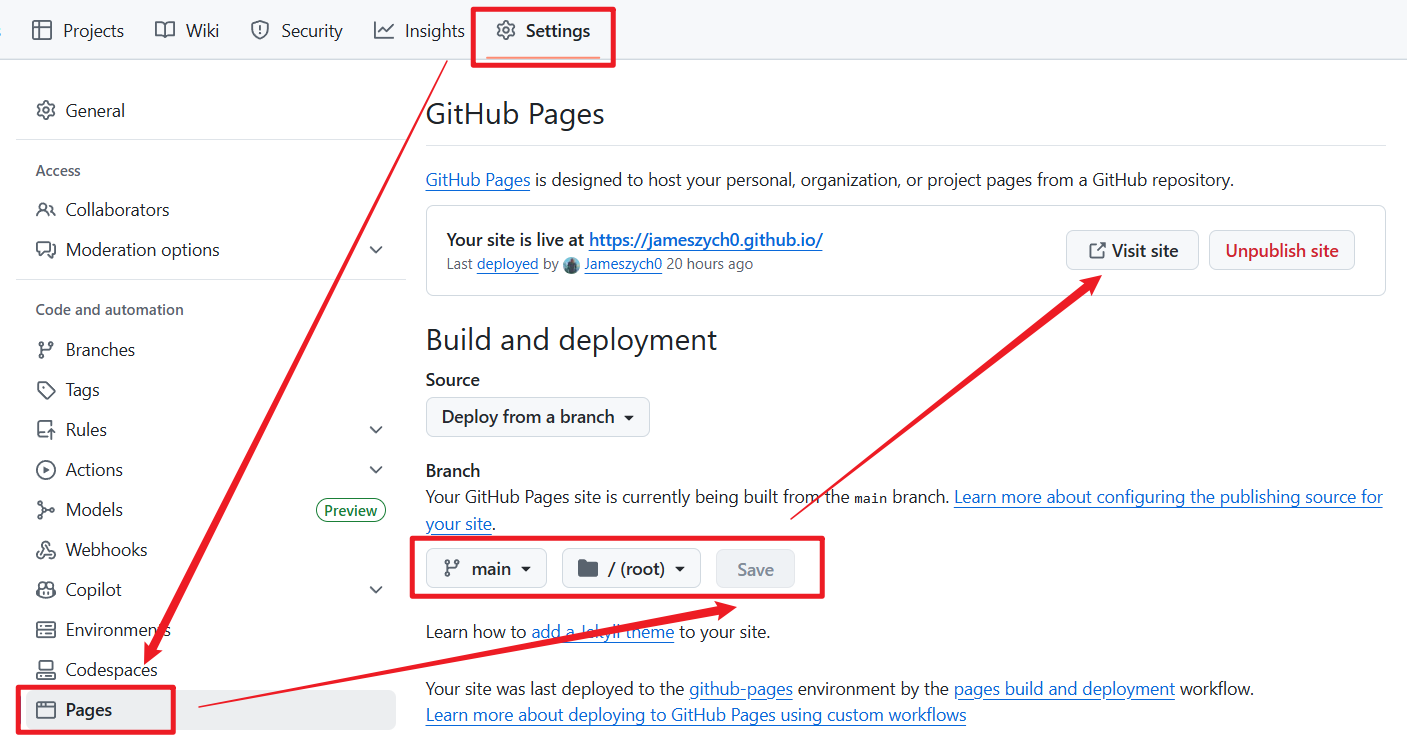 Projects Wiki Security Insights Settings
General
Access
Collaborators
Moderation options
Code and automation
Branches
Tags
Rules
Actions
Models Preview
Webhooks
Copilot
Environments
Codespaces
Pages
GitHub Pages
GitHub Pages is designed to host your personal, organization, or project pages from a GitHub repository.
Your site is live at https://jameszych0.github.io/
Last deployed by Jameszych0 20 hours ago
Visit site Unpublish site
Build and deployment
Source
Deploy from a branch
Branch
Your GitHub Pages site is currently being built from the main branch. Learn more about configuring the publishing source for
your site.
main / (root) Save
Learn how to add a Jekyll theme to your site.
Your site was last deployed to the github-pages environment by the pages build and deployment workflow.
Learn more about deploying to GitHub Pages using custom workflows